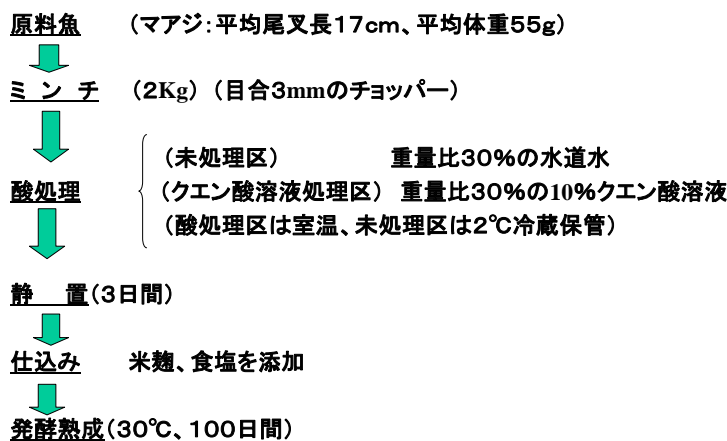 原料魚 （マアジ：平均尾叉長１７ｃｍ、平均体重５５ｇ）
ミンチ （２Kg）（目合３mmのチョッパー）
（未処理区） 重量比３０％の水道水
酸処理 （クエン酸溶液処理区） 重量比３０％の10％クエン酸溶液
（酸処理区は室温、未処理区は２℃冷蔵保管）
静 置（３日間）
仕込み 米麹、食塩を添加
発酵熟成（３０℃、１００日間）